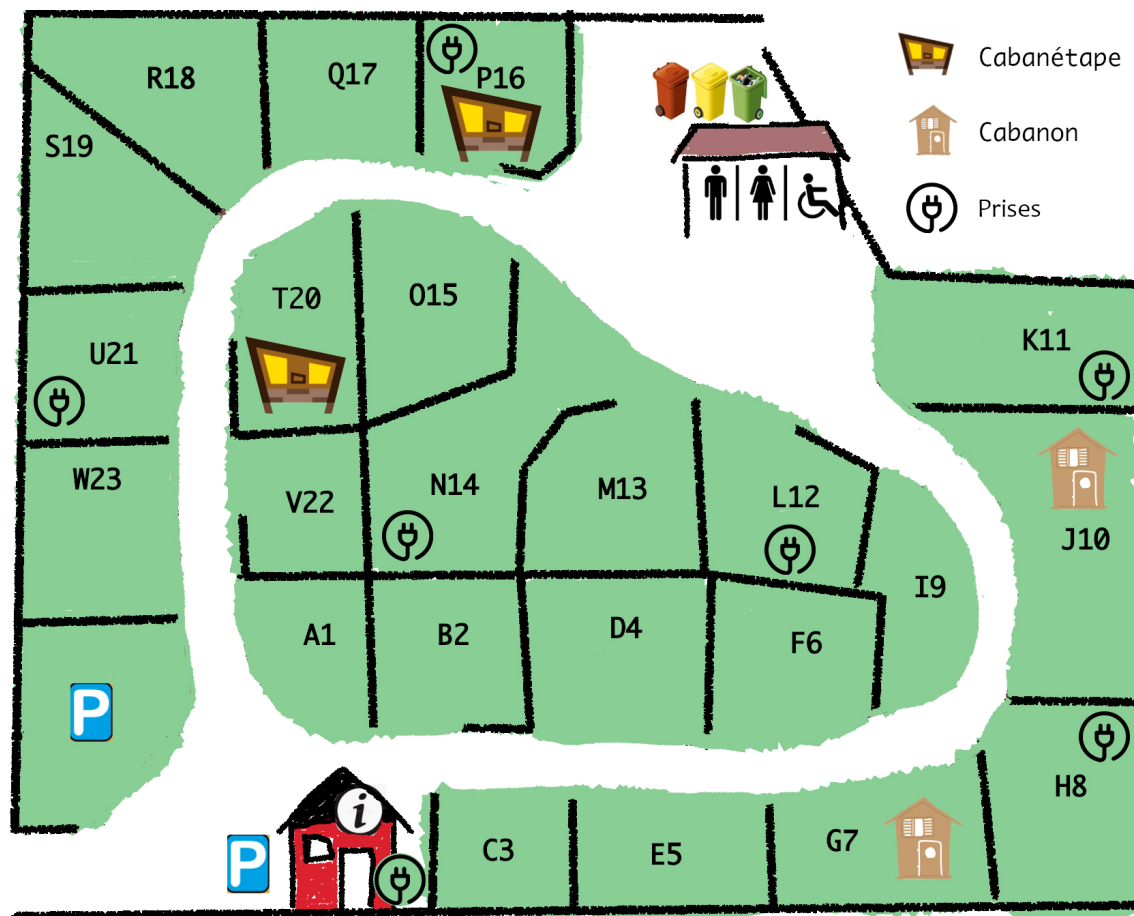 R18
Q17
P16
Cabanétape
S19
Cabanon
Prises
T20
O15
U21
K11
W23
V22
N14
M13
L12
J10
I9
A1
B2
D4
F6
P
H8
i
P
C3
E5
G7